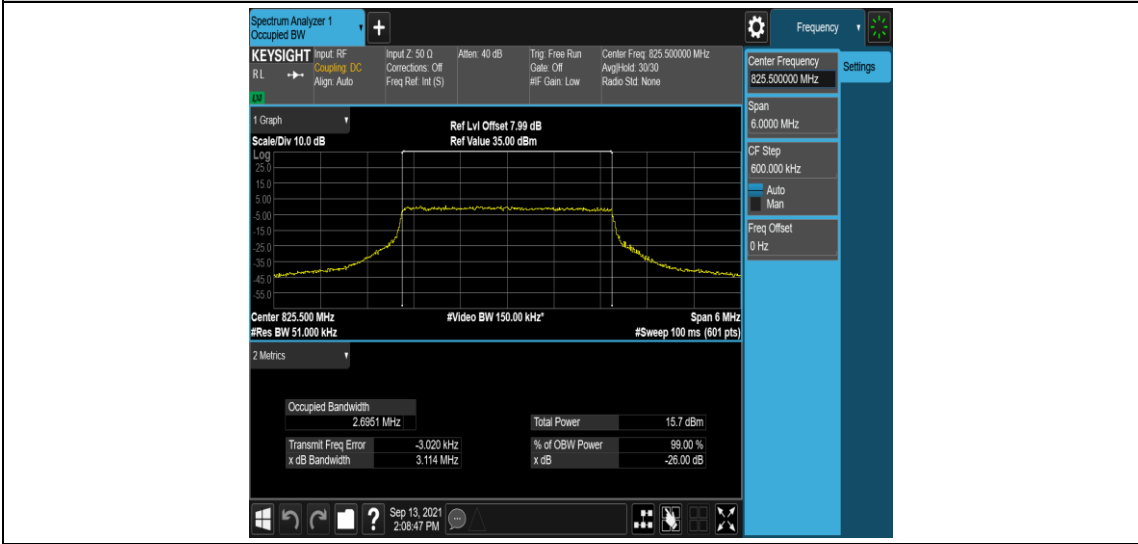 Spectrum Analyzer 1
Occupied BW
+
Frequency
KEYSIGHT
RL
LM
Input: RF
Coupling: DC
Align: Auto
Input Z: 50 Ω
Corrections: Off
Freq Ref: Int (S)
Atten: 40 dB
Trig: Free Run
Gate: Off
#IF Gain: Low
Center Freq: 825.500000 MHz
Avg|Hold: 30/30
Radio Std: None
Center Frequency
825.500000 MHz
Settings
Span
6.0000 MHz
CF Step
600.000 kHz
Auto
Man
Freq Offset
0 Hz
1 Graph
Scale/Div 10.0 dB
Ref Lvl Offset 7.99 dB
Ref Value 35.00 dBm
Log
25.0
15.0
5.00
-5.00
-15.0
-25.0
-35.0
-45.0
-55.0
Center 825.500 MHz
#Video BW 150.00 kHz*
Span 6 MHz
#Res BW 51.000 kHz
#Sweep 100 ms (601 pts)
2 Metrics
Occupied Bandwidth
2.6951 MHz
Total Power 15.7 dBm
Transmit Freq Error -3.020 kHz
% of OBW Power 99.00 %
x dB Bandwidth 3.114 MHz
x dB -26.00 dB
?
Sep 13, 2021
2:08:47 PM